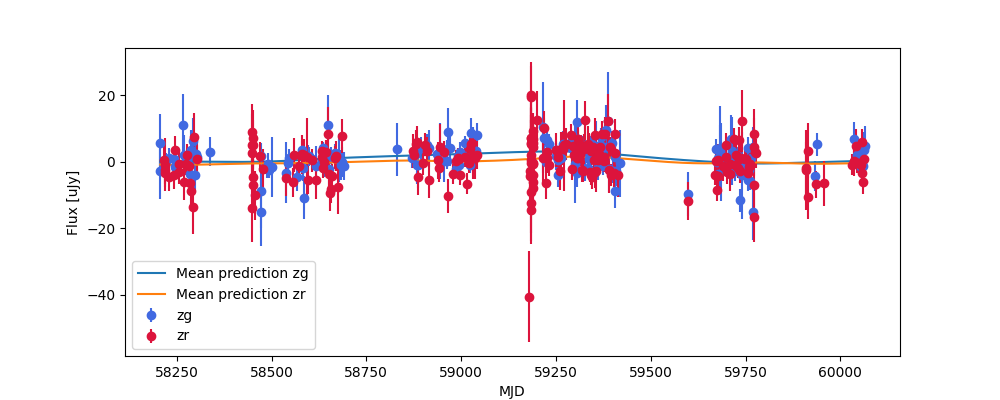 20
0
−20
−40
Flux [uJy]
Mean prediction zg
Mean prediction zr
zg
zr
58250 58500 58750 59000 59250 59500 59750 60000
MJD